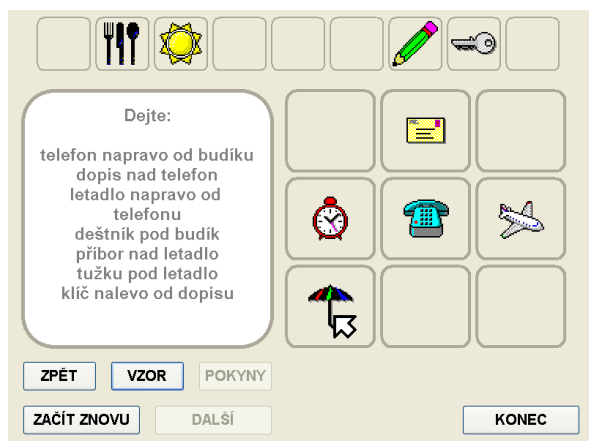 Dejte:
telefon napravo od budíku
dopis nad telefon
letadlo napravo od
telefonu
deštník pod budík
příbor nad letadlo
tužku pod letadlo
klíč nalevo od dopisu
ZPĚT
VZOR
POKYNY
ZAČÍT ZNOVU
DALŠÍ
KONEC